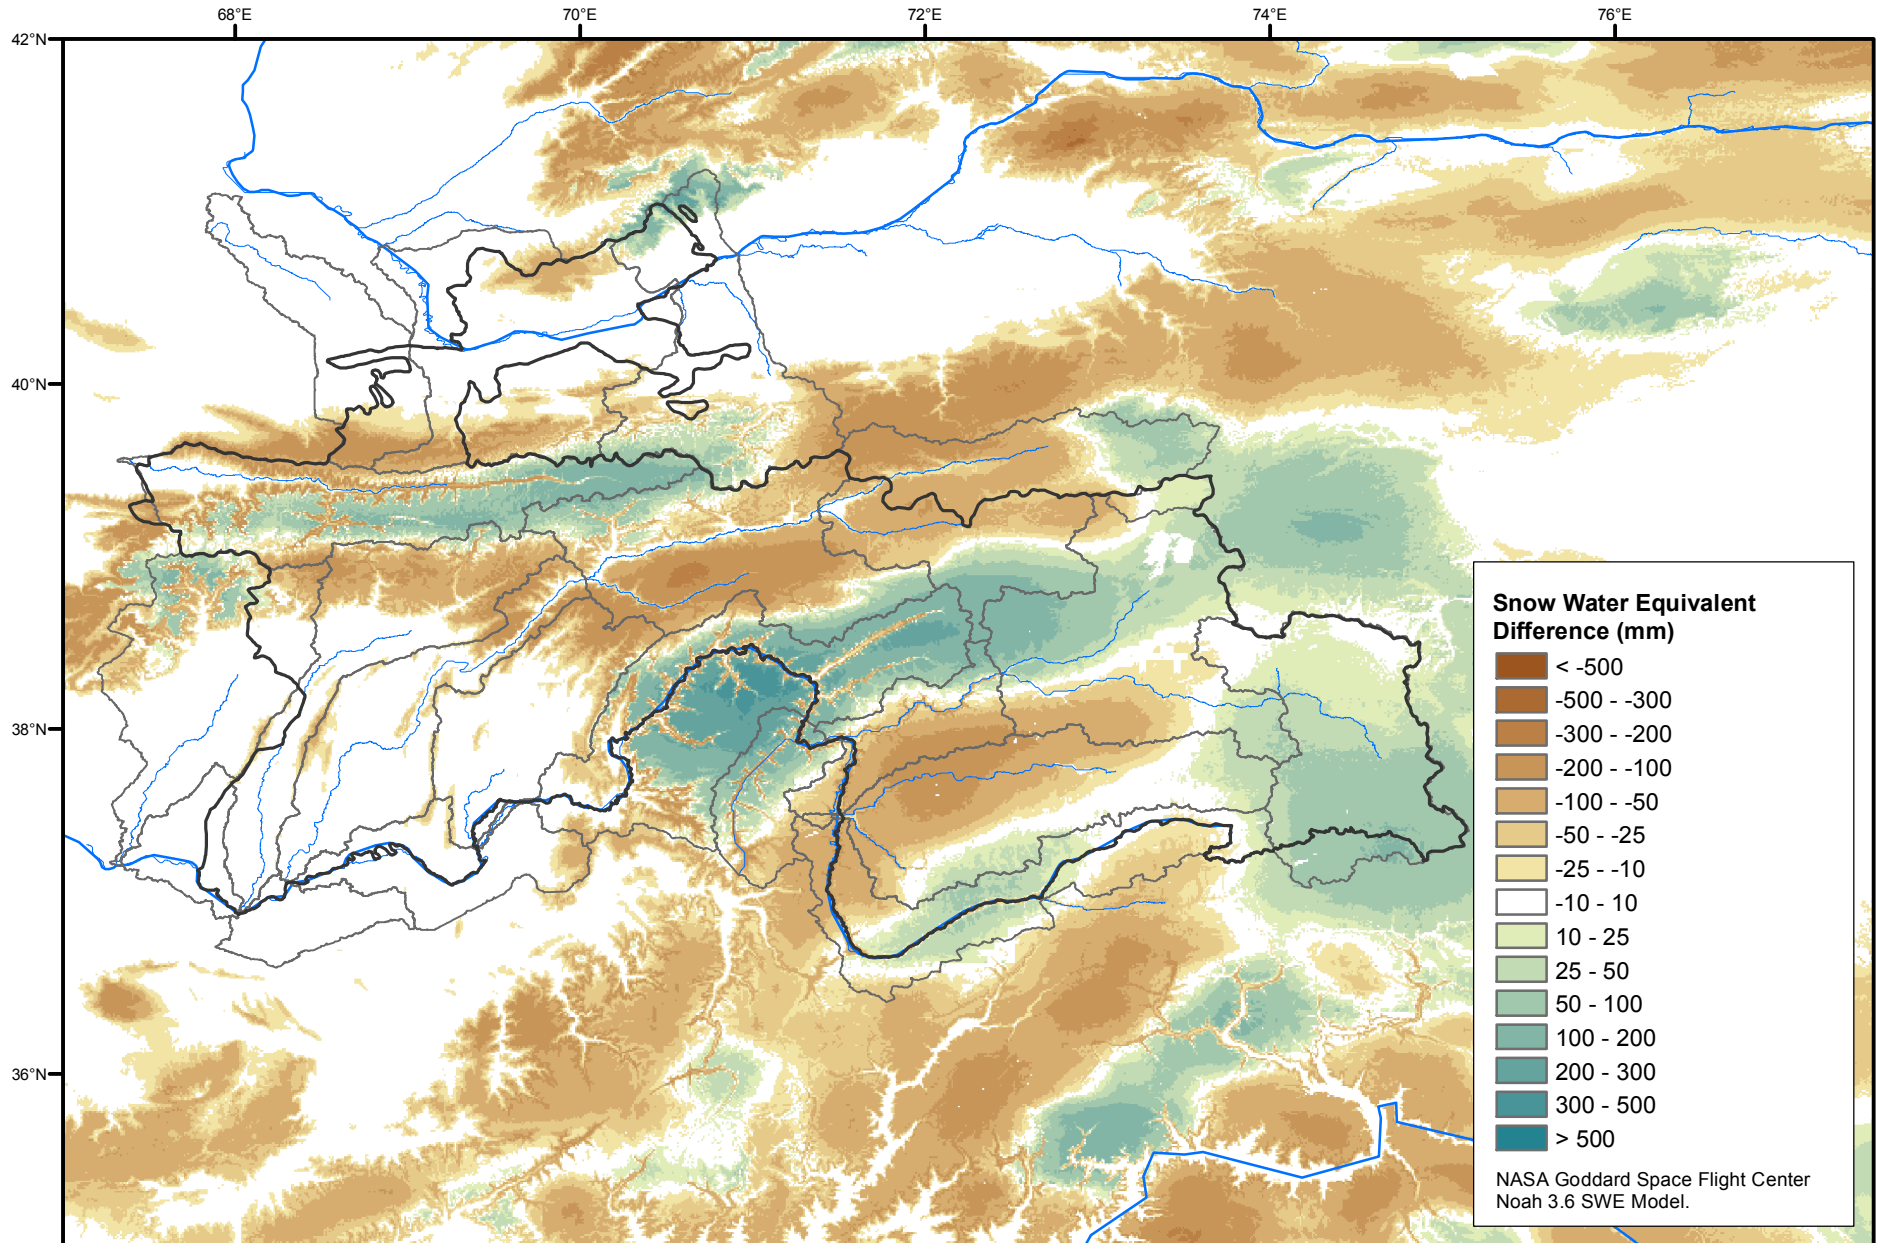 68°E
70°E
72°E
74°E
76°E
42°N
40°N
38°N
36°N
Snow Water Equivalent
Difference (mm)
< -500
-500 - -300
-300 - -200
-200 - -100
-100 - -50
-50 - -25
-25 - -10
-10 - 10
10 - 25
25 - 50
50 - 100
100 - 200
200 - 300
300 - 500
> 500
NASA Goddard Space Flight Center
Noah 3.6 SWE Model.